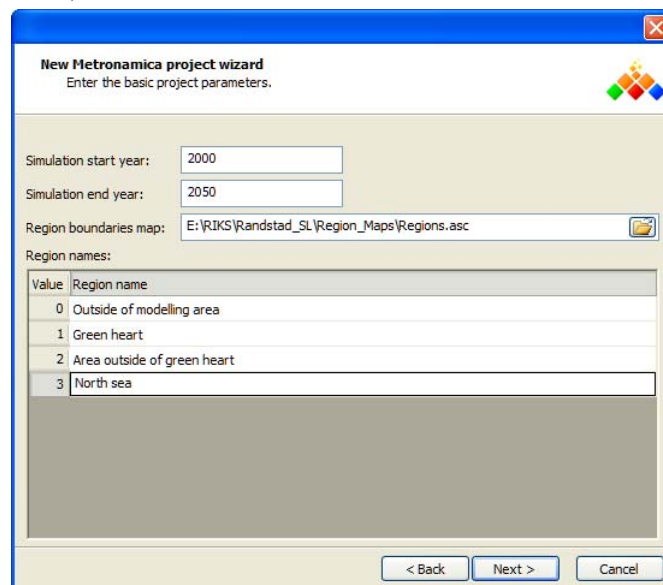 New Metronamica project wizard
Enter the basic project parameters.
Simulation start year: 2000
Simulation end year: 2050
Region boundaries map: E:\RIKS\Randstad_SL\Region_Maps\Regions.asc
Region names:
Value Region name
0 Outside of modelling area
1 Green heart
2 Area outside of green heart
3 North sea
< Back Next > Cancel